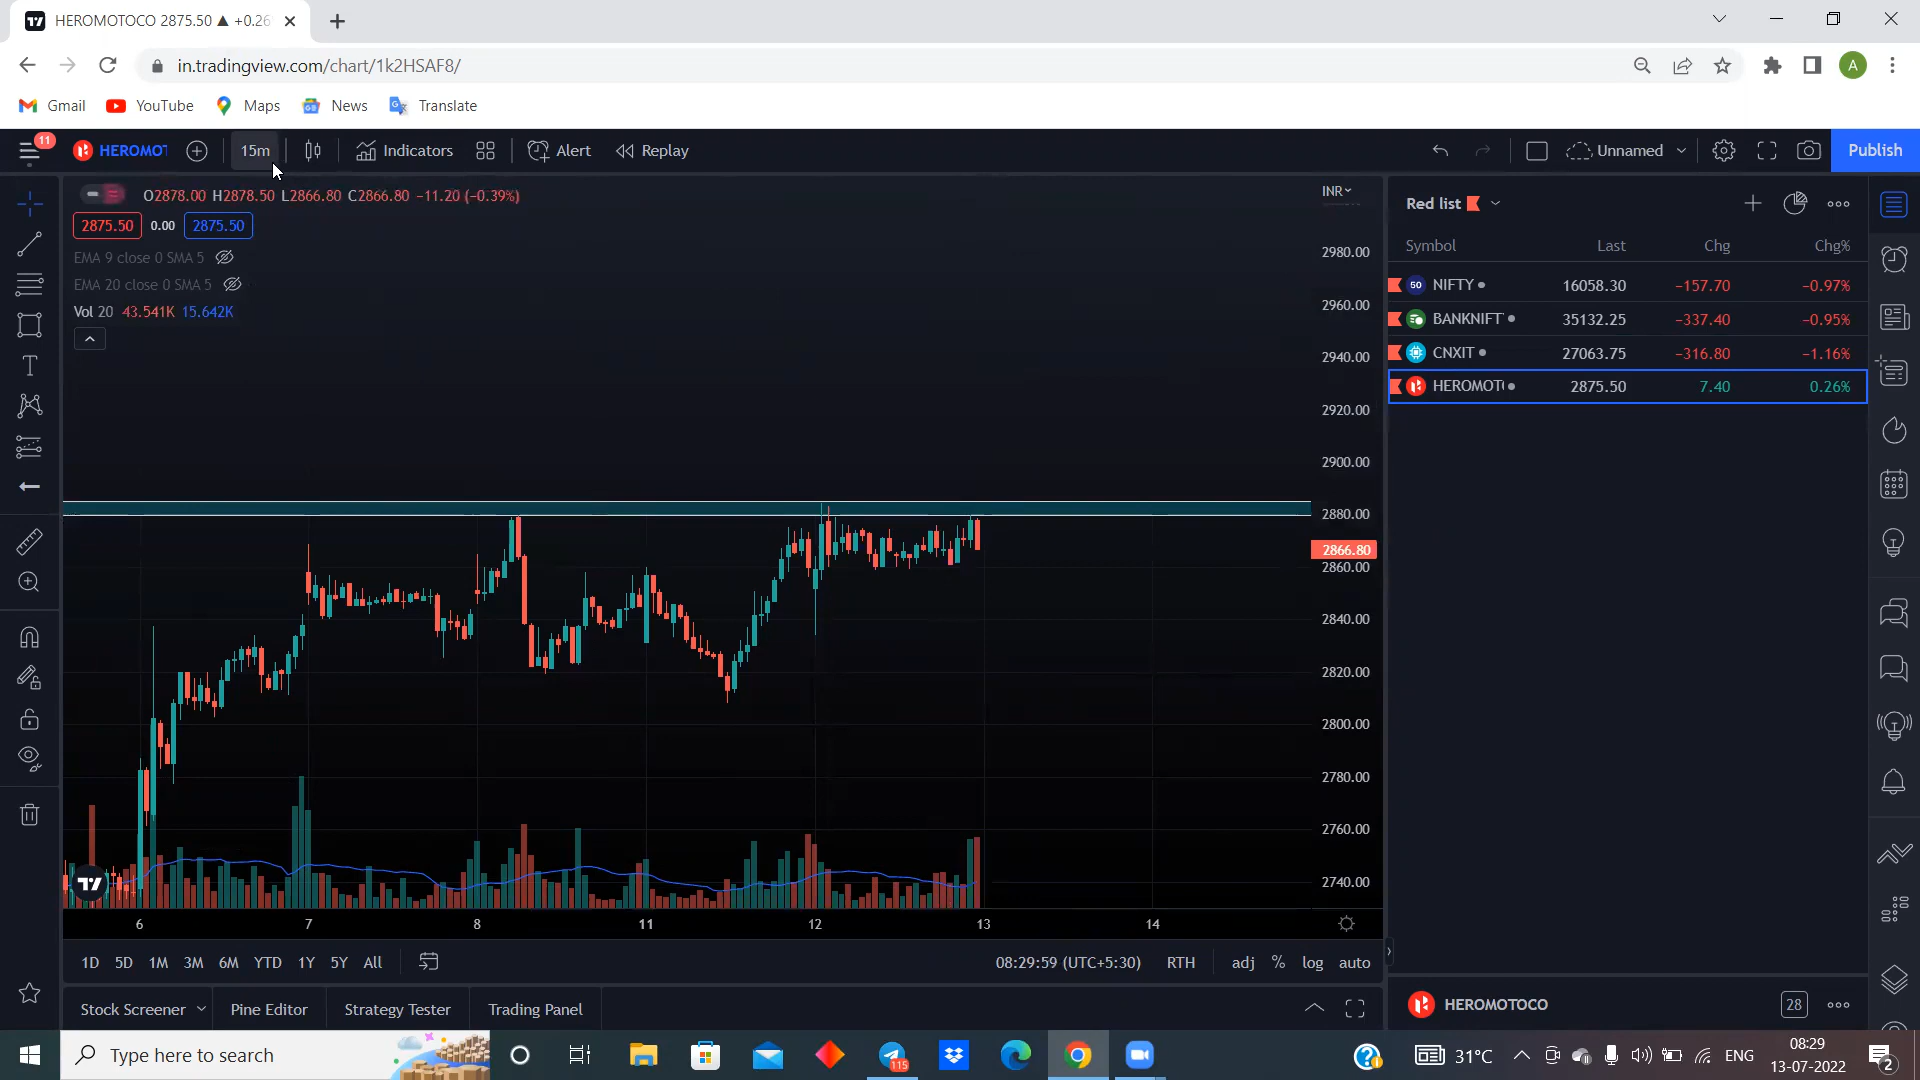 HEROMOTOCO 2875.50 ▲ +0.26
in.tradingview.com/chart/1k2HSAF8/
Gmail YouTube Maps News Translate
11 HEROMOT 15m Indicators Alert Replay Unnamed Publish
O2878.00 H2878.50 L2866.80 C2866.80 −11.20 (−0.39%)
2875.50 0.00 2875.50
EMA 9 close 0 SMA 5
EMA 20 close 0 SMA 5
Vol 20 43.541K 15.642K
INR
2980.00
2960.00
2940.00
2920.00
2900.00
2880.00
2866.80
2860.00
2840.00
2820.00
2800.00
2780.00
2760.00
2740.00
6 7 8 11 12 13 14
Red list
Symbol Last Chg Chg%
50 NIFTY 16058.30 −157.70 −0.97%
BANKNIFT 35132.25 −337.40 −0.95%
CNXIT 27063.75 −316.80 −1.16%
HEROMOT 2875.50 7.40 0.26%
1D 5D 1M 3M 6M YTD 1Y 5Y All 08:29:59 (UTC+5:30) RTH adj % log auto
Stock Screener Pine Editor Strategy Tester Trading Panel
HEROMOTOCO 28
Type here to search 115 31°C ENG 08:29
13-07-2022 2
A